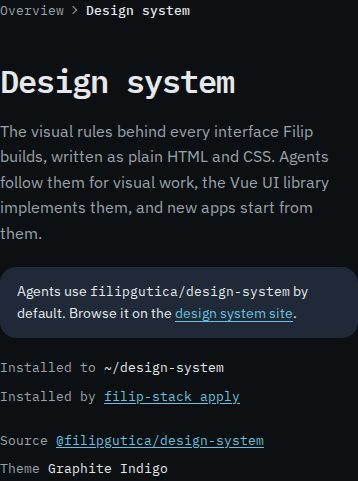 Overview > Design system
Design system
The visual rules behind every interface Filip
builds, written as plain HTML and CSS. Agents
follow them for visual work, the Vue UI library
implements them, and new apps start from
them.
Agents use filipgutica/design-system by
default. Browse it on the design system site.
Installed to ~/design-system
Installed by filip-stack apply
Source @filipgutica/design-system
Theme Graphite Indigo